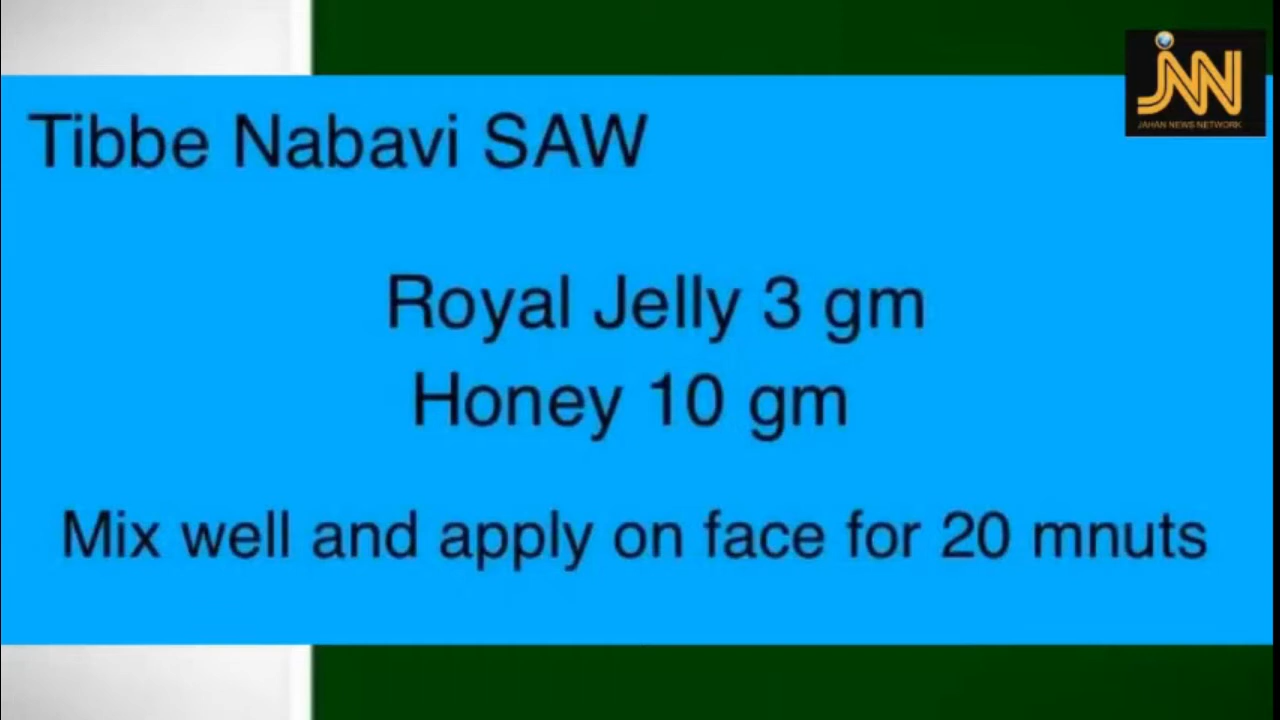 JNN
JAHAN NEWS NETWORK
Tibbe Nabavi SAW
Royal Jelly 3 gm
Honey 10 gm
Mix well and apply on face for 20 mnuts